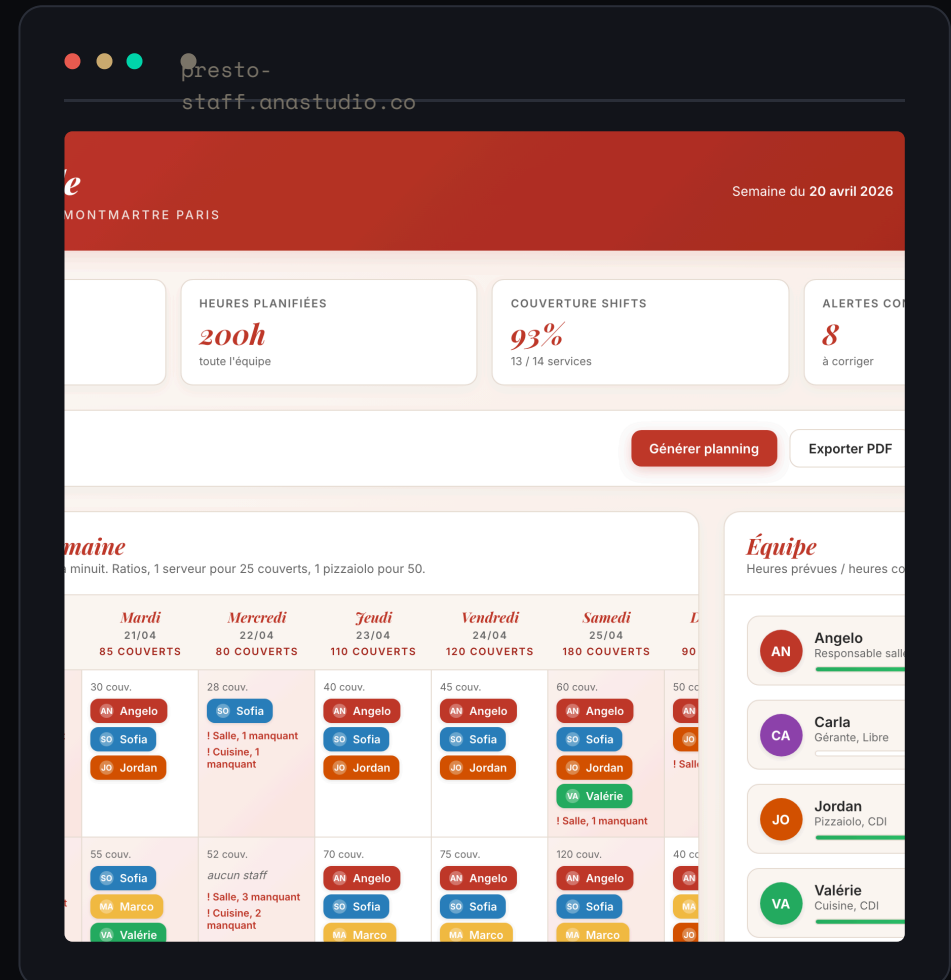 presto-
staff.anastudio.co
le
MONTMARTRE PARIS
Semaine du 20 avril 2026
HEURES PLANIFIÉES
200h
toute l'équipe
COUVERTURE SHIFTS
93%
13 / 14 services
ALERTES CON
8
à corriger
Générer planning
Exporter PDF
maine
à minuit. Ratios, 1 serveur pour 25 couverts, 1 pizzaiolo pour 50.
Mardi
21/04
85 COUVERTS
Mercredi
22/04
80 COUVERTS
Jeudi
23/04
110 COUVERTS
Vendredi
24/04
120 COUVERTS
Samedi
25/04
180 COUVERTS
D
90
30 couv.
AN Angelo
SO Sofia
JO Jordan
28 couv.
SO Sofia
! Salle, 1 manquant
! Cuisine, 1
manquant
40 couv.
AN Angelo
SO Sofia
JO Jordan
45 couv.
AN Angelo
SO Sofia
JO Jordan
60 couv.
AN Angelo
SO Sofia
JO Jordan
VA Valérie
! Salle, 1 manquant
50 co
AN
JO
! Salle
t
55 couv.
SO Sofia
MA Marco
VA Valérie
52 couv.
aucun staff
! Salle, 3 manquant
! Cuisine, 2
manquant
70 couv.
AN Angelo
SO Sofia
MA Marco
75 couv.
AN Angelo
SO Sofia
MA Marco
120 couv.
AN Angelo
SO Sofia
MA Marco
40 co
AN
MA
JO
Équipe
Heures prévues / heures co
AN
Angelo
Responsable salle
CA
Carla
Gérante, Libre
JO
Jordan
Pizzaiolo, CDI
VA
Valérie
Cuisine, CDI